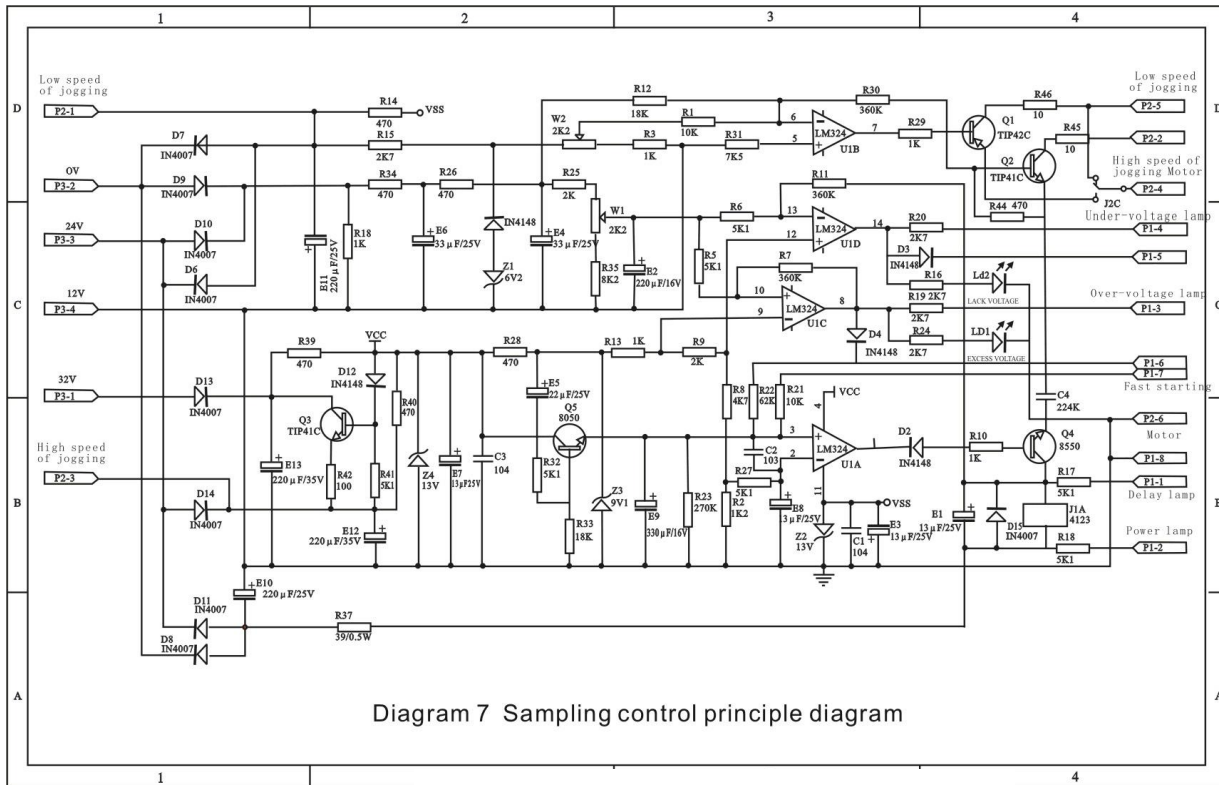 1 2 3 4
D
D
Low speed
of jogging
P2-1
R14
470
VSS
D7
IN4007
R15
2K7
W2
2K2
R12
18K
R1
10K
R3
1K
R31
7K5
6
5
LM324
7
U1B
R30
360K
R29
1K
Q1
TIP42C
R46
10
Low speed
of jogging
P2-5
R45
10
P2-2
Q2
TIP41C
High speed of
jogging Motor
P2-4
J2C
R44 470
0V
P3-2
D9
IN4007
R34
470
R26
470
R25
2K
R11
360K
Under-voltage lamp
P1-4
24V
P3-3
D10
IN4007
D6
IN4007
E11
220μF/25V
R18
1K
E6
33μF/25V
IN4148
Z1
6V2
E4
33μF/25V
W1
2K2
R35
8K2
E2
220μF/16V
R6
5K1
R5
5K1
13
12
LM324
14
U1D
R20
2K7
D3
IN4148
P1-5
R16
2K7
Ld2
LACK VOLTAGE
R7
360K
10
9
LM324
8
U1C
R19
2K7
Over-voltage lamp
P1-3
R24
2K7
LD1
EXCESS VOLTAGE
D4
IN4148
C
C
12V
P3-4
VCC
R39
470
R28
470
R13 1K
R9
2K
P1-6
P1-7
Fast starting
32V
P3-1
D13
IN4007
D12
IN4148
R40
470
E5
22μF/25V
Q5
8050
R8
4K7
R22
62K
R21
10K
VCC
4
C4
224K
Q3
TIP41C
P2-6
Motor
High speed
of jogging
P2-3
E13
220μF/35V
R42
100
R41
5K1
Z4
13V
E7
13μF25V
C3
104
R32
5K1
Z3
9V1
C2
103
3
2
LM324
1
U1A
D2
IN4148
R10
1K
Q4
8550
P1-8
R27
5K1
R17
5K1
P1-1
Delay lamp
B
B
D14
IN4007
E12
220μF/35V
R33
18K
E9
330μF/16V
R23
270K
R2
1K2
E8
13μF/25V
11
VSS
Z2
13V
C1
104
E3
13μF/25V
E1
13μF/25V
D15
IN4007
J1A
4123
Power lamp
R18
5K1
P1-2
E10
220μF/25V
D11
IN4007
R37
39/0.5W
D8
IN4007
A
A
Diagram 7 Sampling control principle diagram
1 4